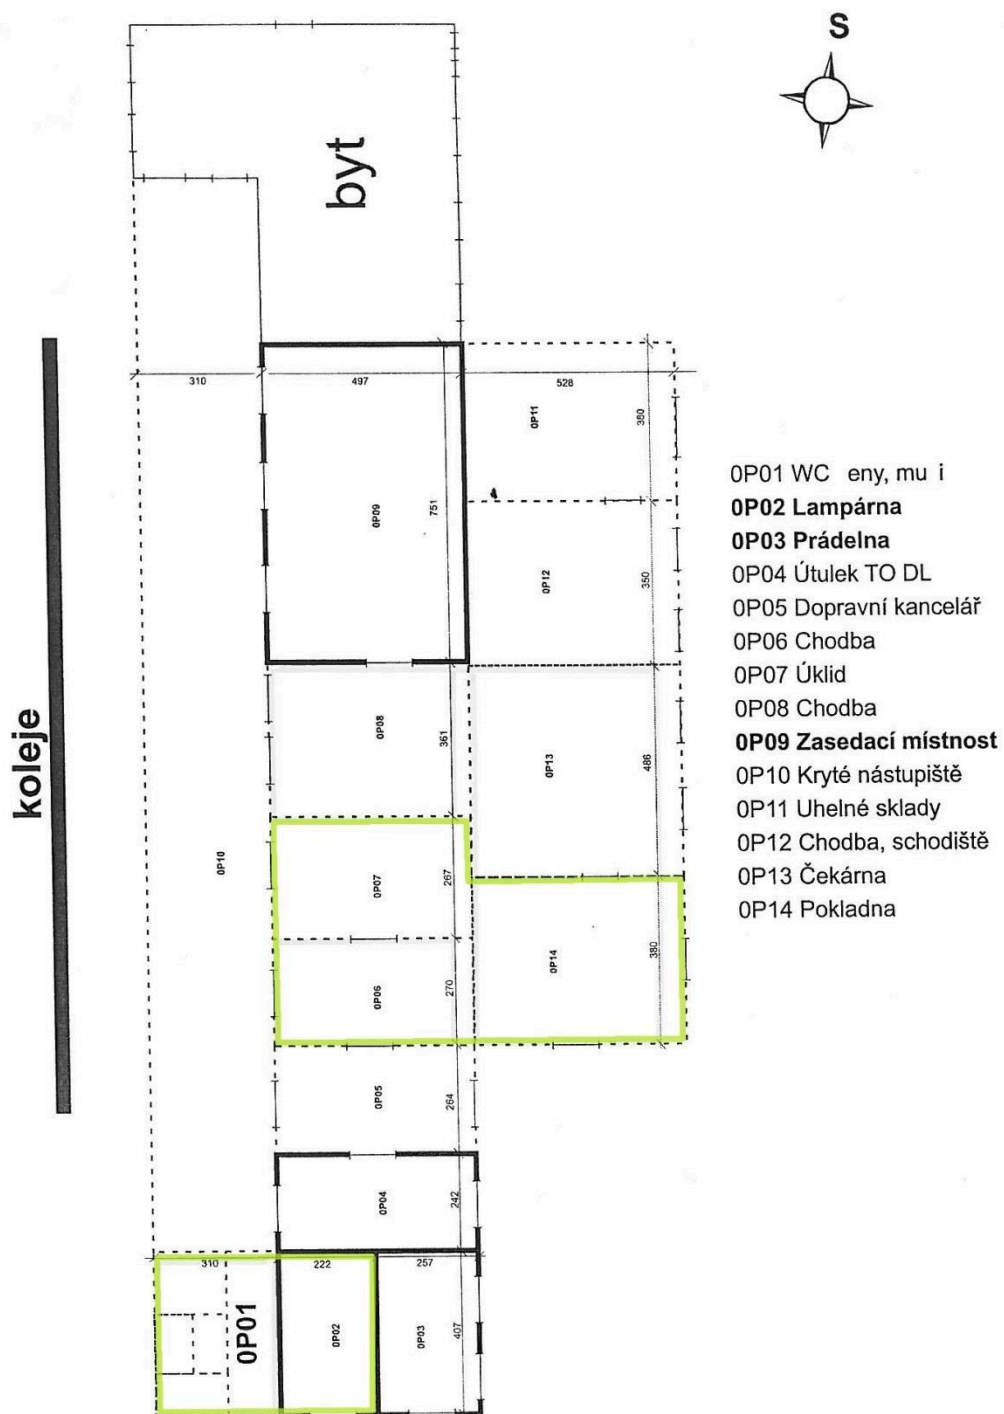 S
byt
koleje
310
497
528
0P11
380
0P09
751
0P12
350
0P08
361
0P13
486
0P10
0P07
267
0P14
380
0P06
270
0P05
264
0P04
242
310
222
257
0P01
0P02
0P03
407
0P01 WC eny, mu i
0P02 Lampárna
0P03 Prádelna
0P04 Útulek TO DL
0P05 Dopravní kancelář
0P06 Chodba
0P07 Úklid
0P08 Chodba
0P09 Zasedací místnost
0P10 Kryté nástupiště
0P11 Uhelné sklady
0P12 Chodba, schodiště
0P13 Čekárna
0P14 Pokladna